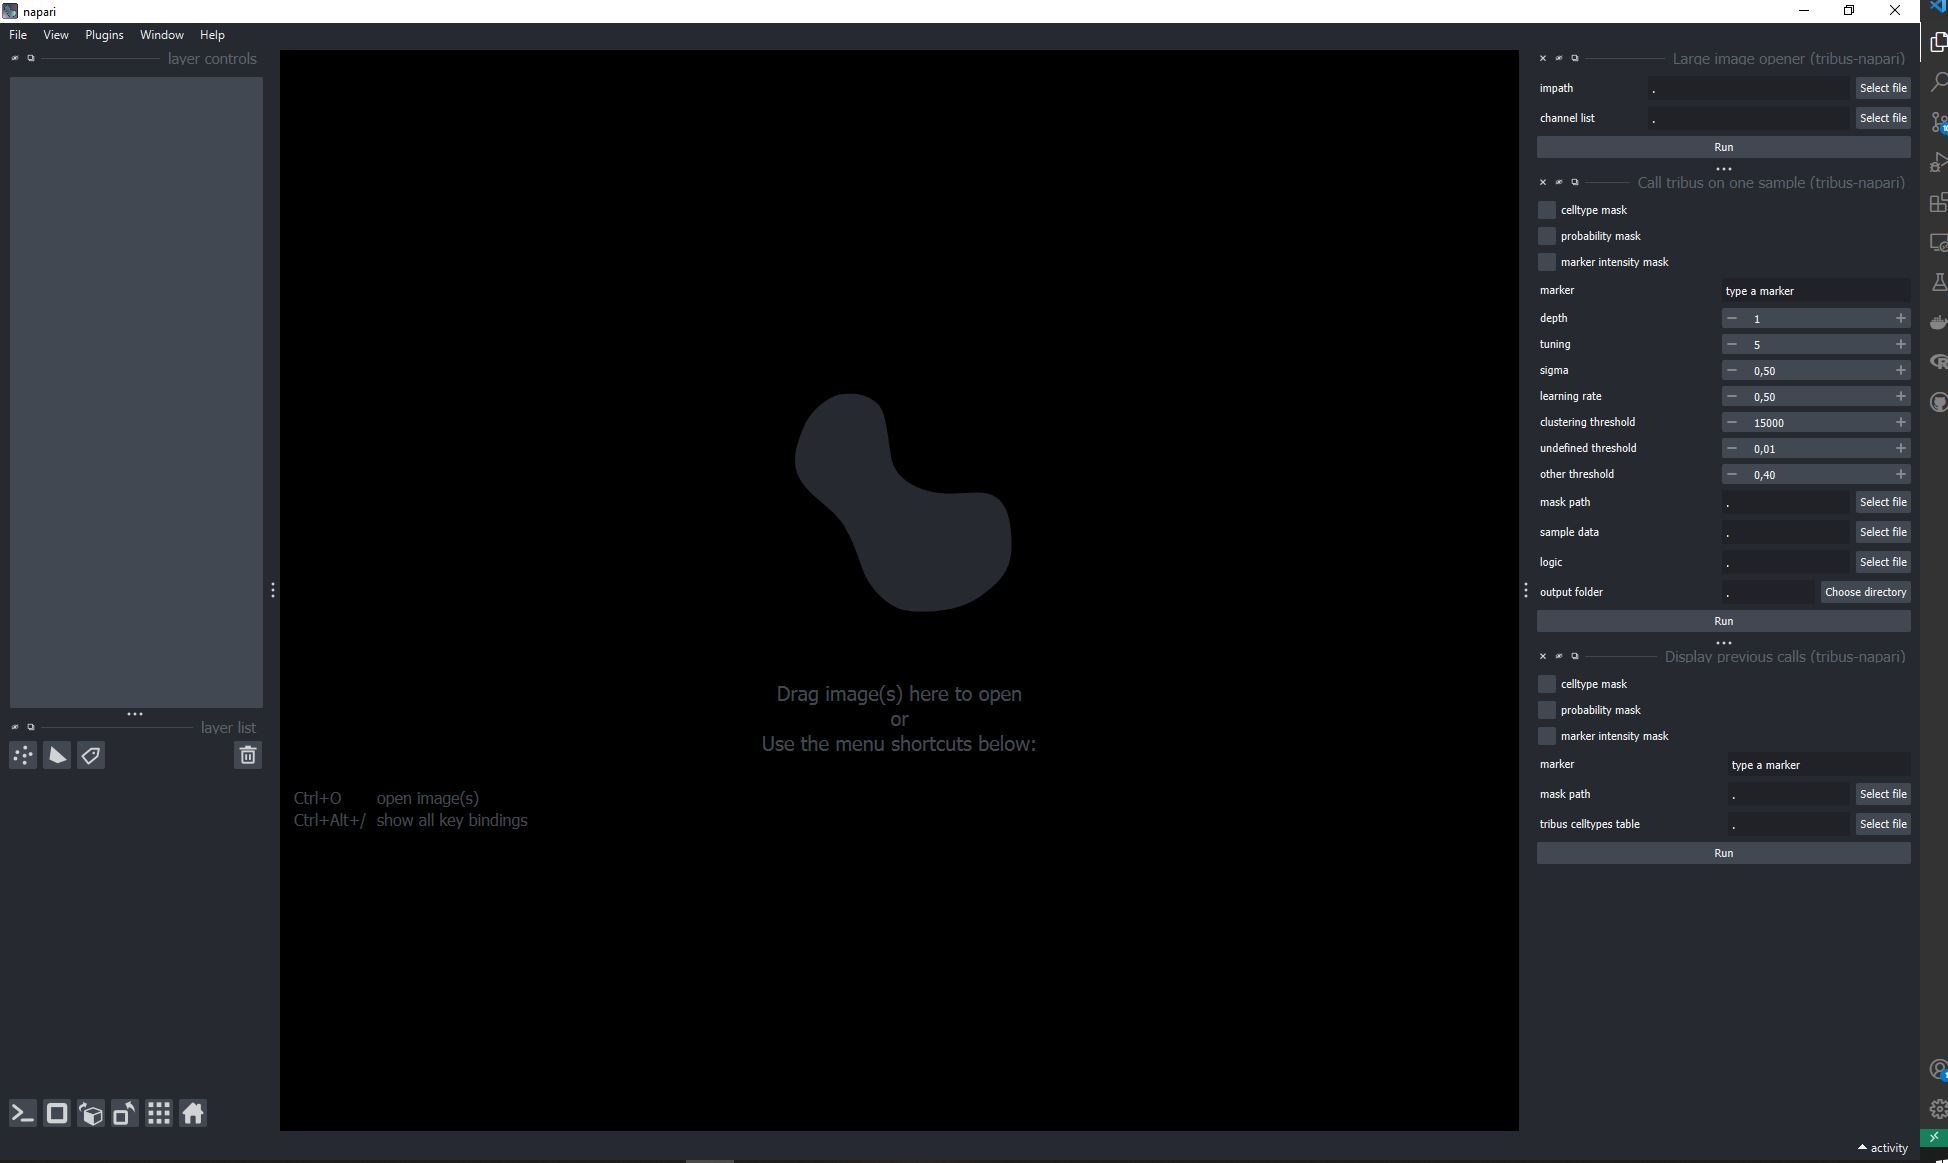 napari
File View Plugins Window Help
layer controls
layer list
Drag image(s) here to open
or
Use the menu shortcuts below:
Ctrl+O open image(s)
Ctrl+Alt+/ show all key bindings
Large image opener (tribus-napari)
impath . Select file
channel list . Select file
Run
Call tribus on one sample (tribus-napari)
celltype mask
probability mask
marker intensity mask
marker type a marker
depth 1
tuning 5
sigma 0,50
learning rate 0,50
clustering threshold 15000
undefined threshold 0,01
other threshold 0,40
mask path . Select file
sample data . Select file
logic . Select file
output folder . Choose directory
Run
Display previous calls (tribus-napari)
celltype mask
probability mask
marker intensity mask
marker type a marker
mask path . Select file
tribus celltypes table . Select file
Run
activity